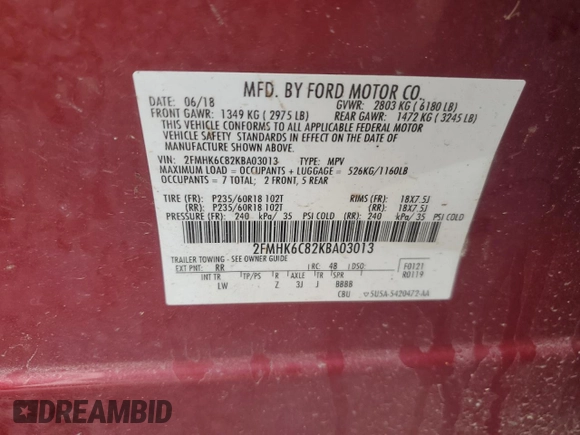 MFD. BY FORD MOTOR CO.
DATE: 06/18 GVWR: 2803 KG ( 6180 LB)
FRONT GAWR: 1349 KG ( 2975 LB) REAR GAWR: 1472 KG ( 3245 LB)
THIS VEHICLE CONFORMS TO ALL APPLICABLE FEDERAL MOTOR
VEHICLE SAFETY STANDARDS IN EFFECT ON THE DATE OF
MANUFACTURE SHOWN ABOVE.
VIN: 2FMHK6C82KBA03013 TYPE: MPV
MAXIMUM LOAD = OCCUPANTS + LUGGAGE = 526KG/1160LB
OCCUPANTS = 7 TOTAL; 2 FRONT, 5 REAR
TIRE (FR): P235/60R18 102T RIMS (FR): 18X7.5J
(RR): P235/60R18 102T (RR): 18X7.5J
PRESSURE (FR): 240 kPa/ 35 PSI COLD (RR) 240 kPa/ 35 PSI COLD
2FMHK6C82KBA03013
TRAILER TOWING - SEE OWNER GUIDE
EXT PNT: RR RC: 48 DSO: F0121
INT TR TP/PS R AXLE TR SPR R0119
LW Z 3J J BBBB
CBU 5U5A-5420472-AA
DREAMBID